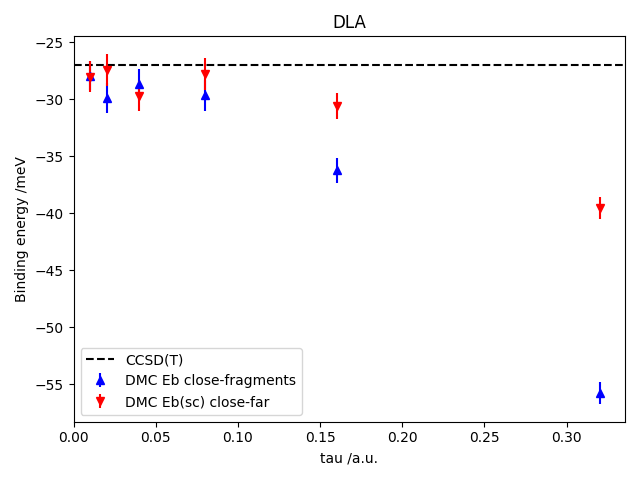 DLA
−25
−30
−35
−40
−45
−50
−55
Binding energy /meV
CCSD(T)
DMC Eb close-fragments
DMC Eb(sc) close-far
0.00 0.05 0.10 0.15 0.20 0.25 0.30
tau /a.u.